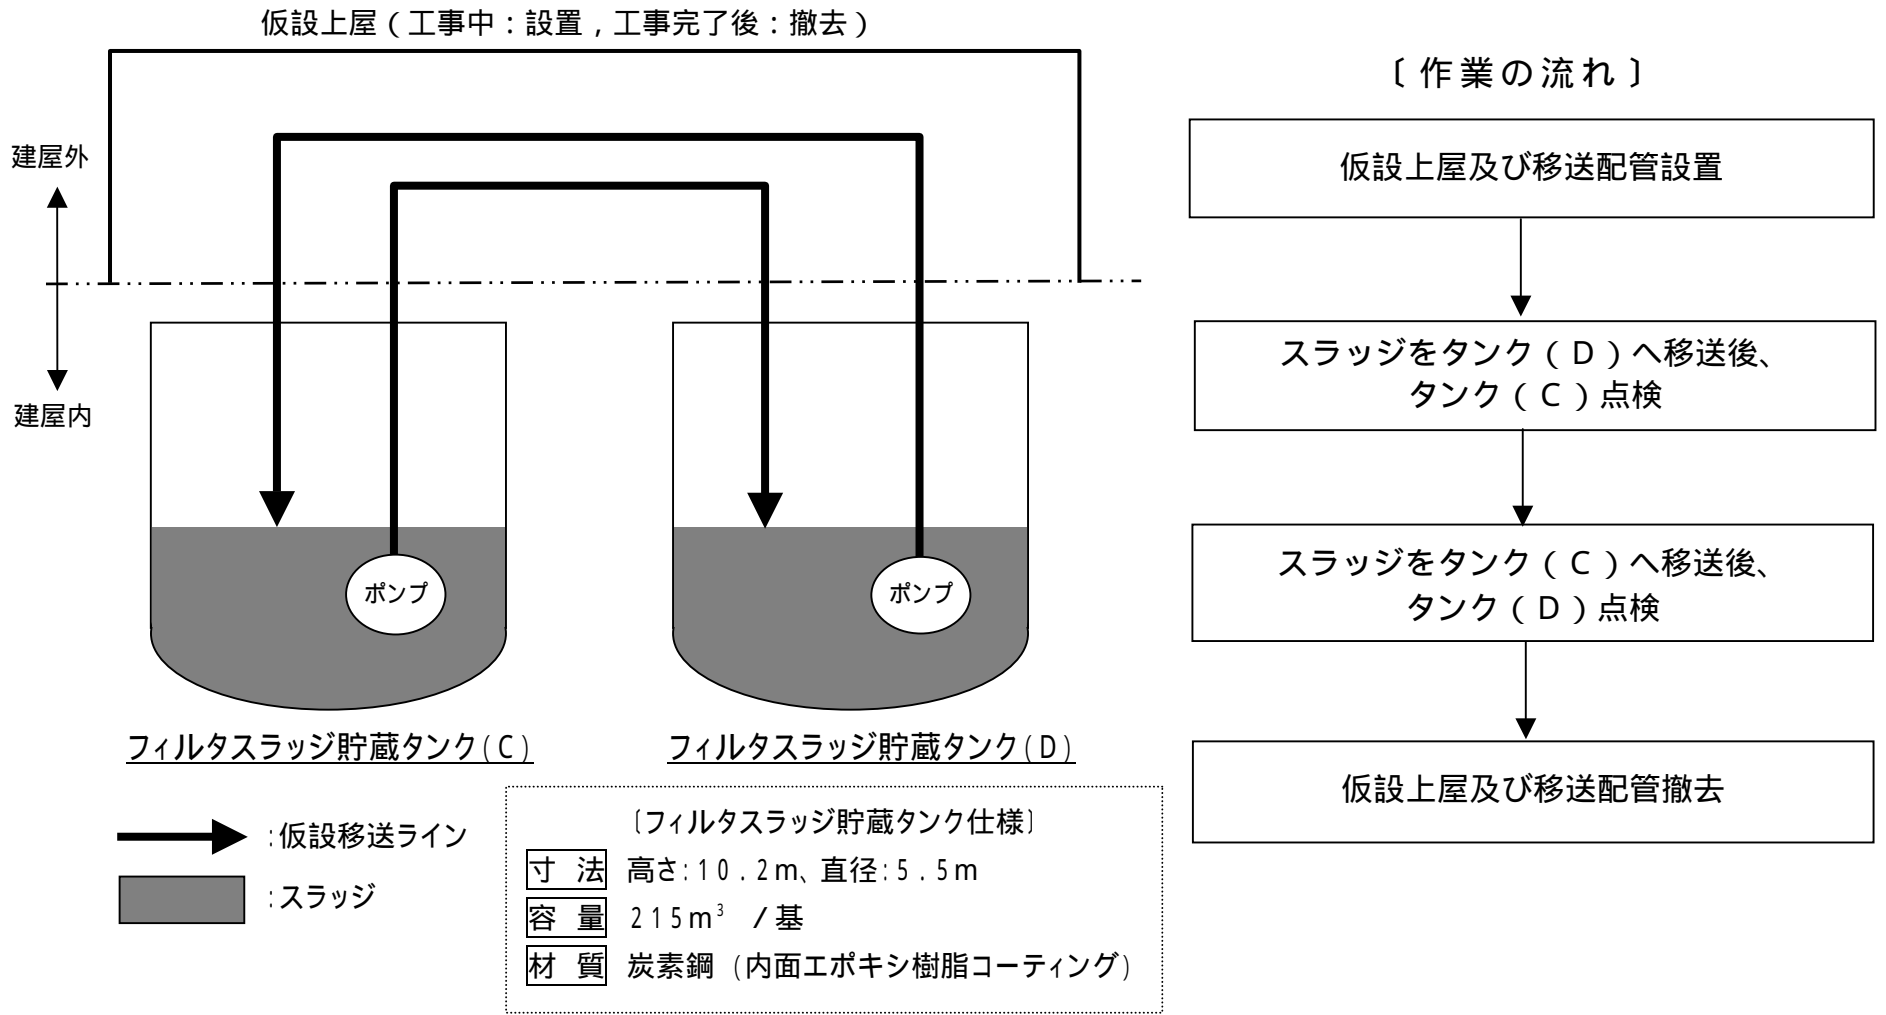 仮設上屋(工事中:設置,工事完了後:撤去)
建屋外
建屋内
ポンプ
ポンプ
フィルタスラッジ貯蔵タンク(C)
フィルタスラッジ貯蔵タンク(D)
:仮設移送ライン
:スラッジ
〔フィルタスラッジ貯蔵タンク仕様〕
寸 法 高さ:10.2m、直径:5.5m
容 量 215m³ /基
材 質 炭素鋼 (内面エポキシ樹脂コーティング)
〔作業の流れ〕
仮設上屋及び移送配管設置
スラッジをタンク(D)へ移送後、
タンク(C)点検
スラッジをタンク(C)へ移送後、
タンク(D)点検
仮設上屋及び移送配管撤去